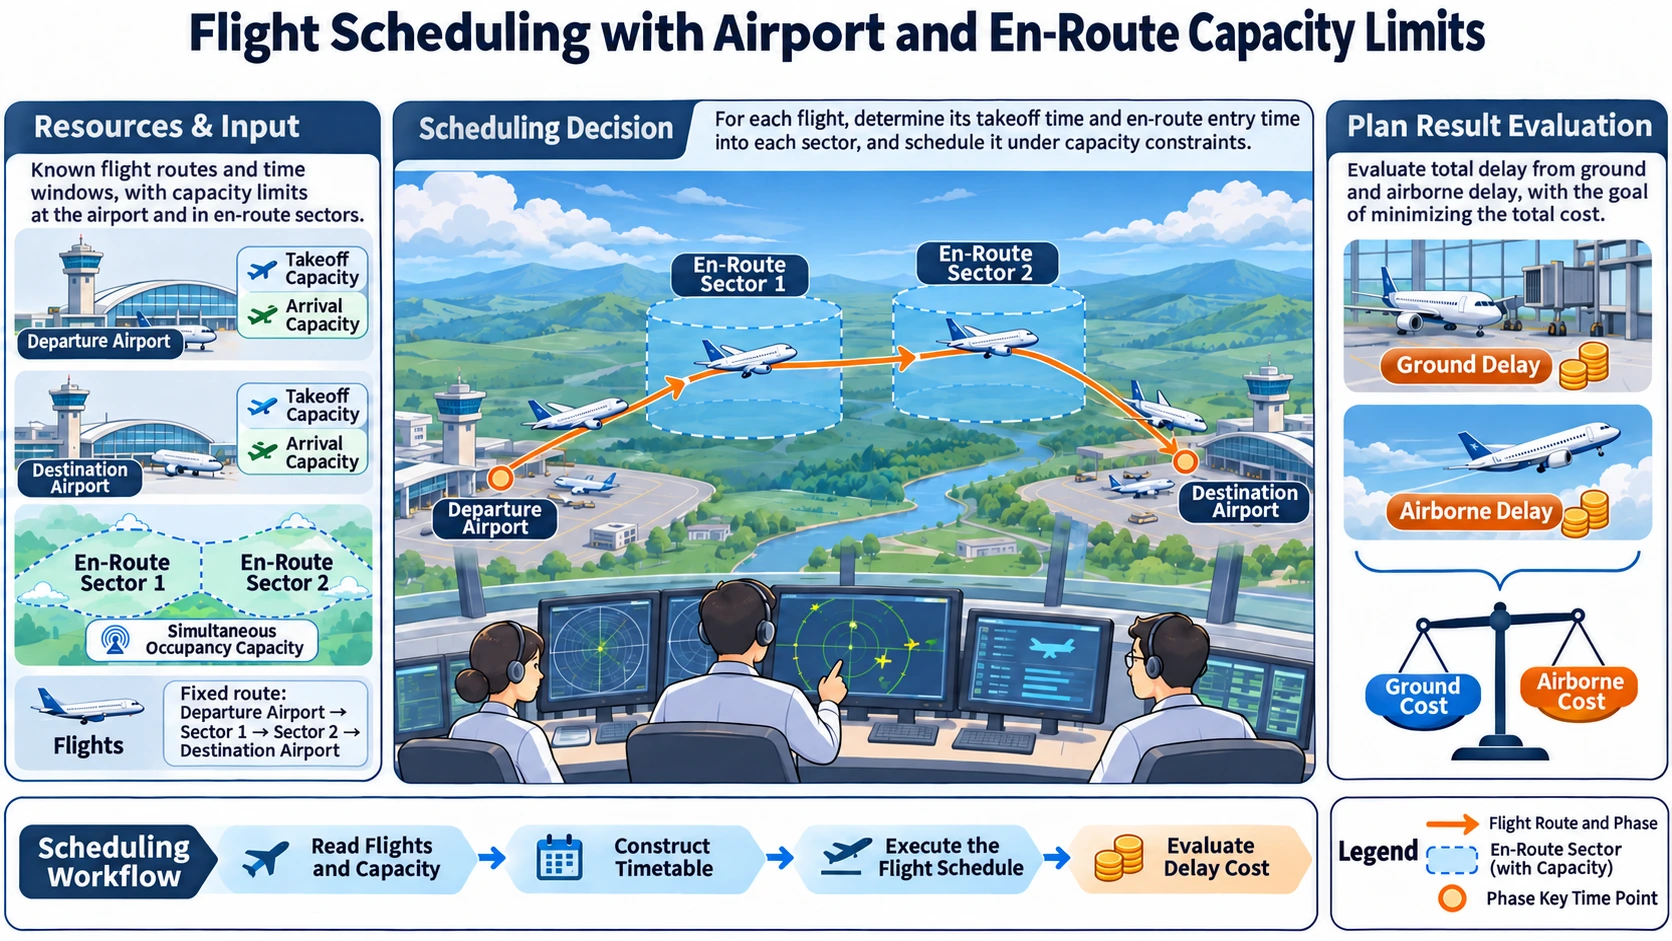 Flight Scheduling with Airport and En-Route Capacity Limits
Resources & Input
Known flight routes and time
windows, with capacity limits
at the airport and in en-route sectors.
Takeoff
Capacity
Arrival
Capacity
Departure Airport
Takeoff
Capacity
Arrival
Capacity
Destination
Airport
En-Route
Sector 1
En-Route
Sector 2
Simultaneous
Occupancy Capacity
Flights
Fixed route:
Departure Airport →
Sector 1 → Sector 2 →
Destination Airport
Scheduling Decision
For each flight, determine its takeoff time and en-route entry time
into each sector, and schedule it under capacity constraints.
En-Route
Sector 1
En-Route
Sector 2
Departure
Airport
Destination
Airport
Plan Result Evaluation
Evaluate total delay from ground
and airborne delay, with the goal
of minimizing the total cost.
Ground Delay
Airborne Delay
Ground
Cost
Airborne
Cost
Scheduling
Workflow
Read Flights
and Capacity
Construct
Timetable
Execute the
Flight Schedule
Evaluate
Delay Cost
Legend
Flight Route and Phase
En-Route Sector
(with Capacity)
Phase Key Time Point